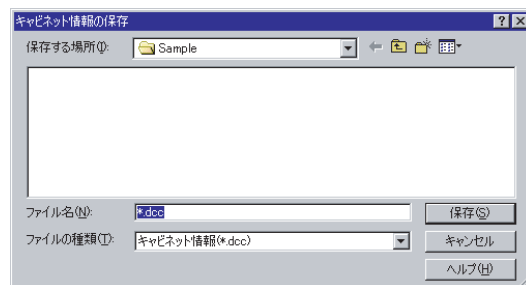 キャビネット情報の保存
保存する場所(I): Sample
ファイル名(N): *.dcc 保存(S)
ファイルの種類(T): キャビネット情報(*.dcc) キャンセル
ヘルプ(H)